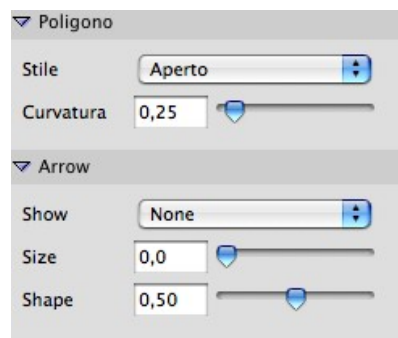 Poligono
Stile Aperto
Curvatura 0,25
Arrow
Show None
Size 0,0
Shape 0,50